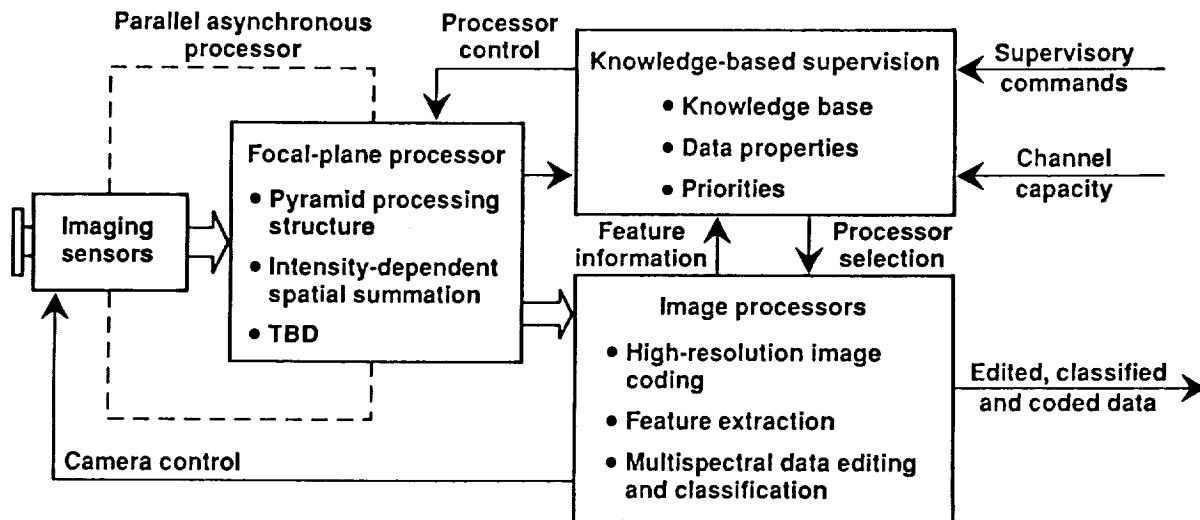 Parallel asynchronous
processor
Processor
control
Knowledge-based supervision
• Knowledge base
• Data properties
• Priorities
Supervisory
commands
Channel
capacity
Focal-plane processor
• Pyramid processing
structure
• Intensity-dependent
spatial summation
• TBD
Imaging
sensors
Feature
information
Processor
selection
Image processors
• High-resolution image
coding
• Feature extraction
• Multispectral data editing
and classification
Edited, classified
and coded data
Camera control